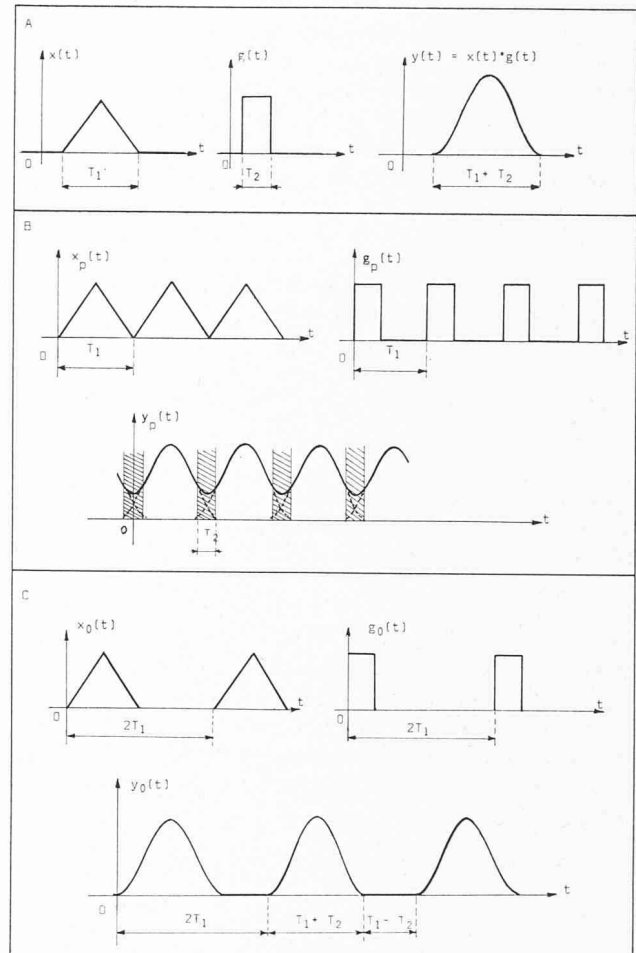 A
x(t)
g(t)
y(t) = x(t)*g(t)
t
t
t
0
0
0
T1
T2
T1+ T2
B
xp(t)
gp(t)
t
t
0
T1
0
T1
yp(t)
t
0
T2
C
x0(t)
g0(t)
t
t
0
2T1
0
2T1
y0(t)
t
0
2T1
T1+ T2
T1- T2